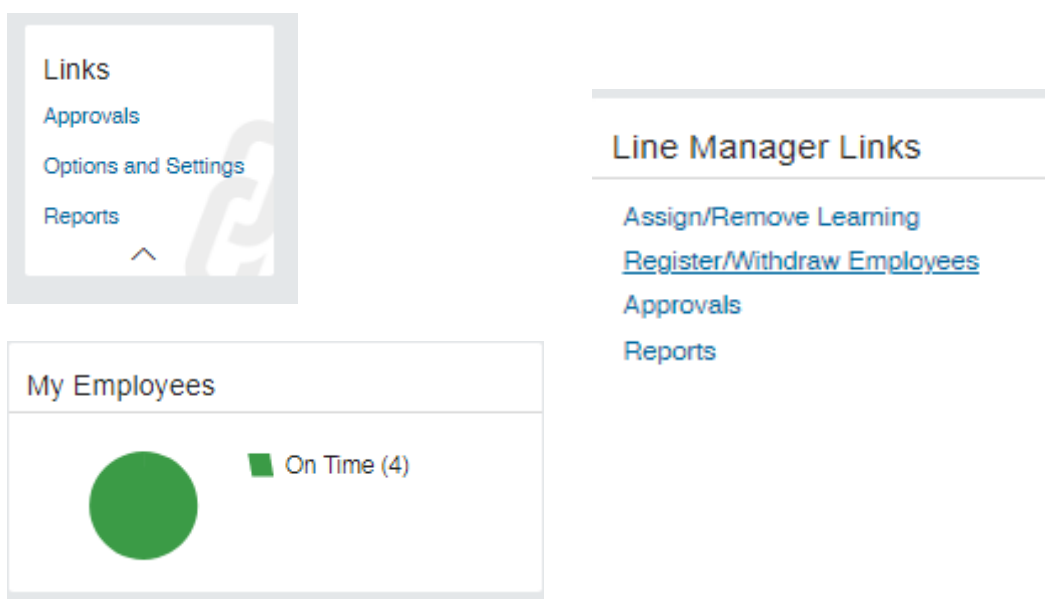 Links
Approvals
Options and Settings
Reports
My Employees
On Time (4)
Line Manager Links
Assign/Remove Learning
Register/Withdraw Employees
Approvals
Reports